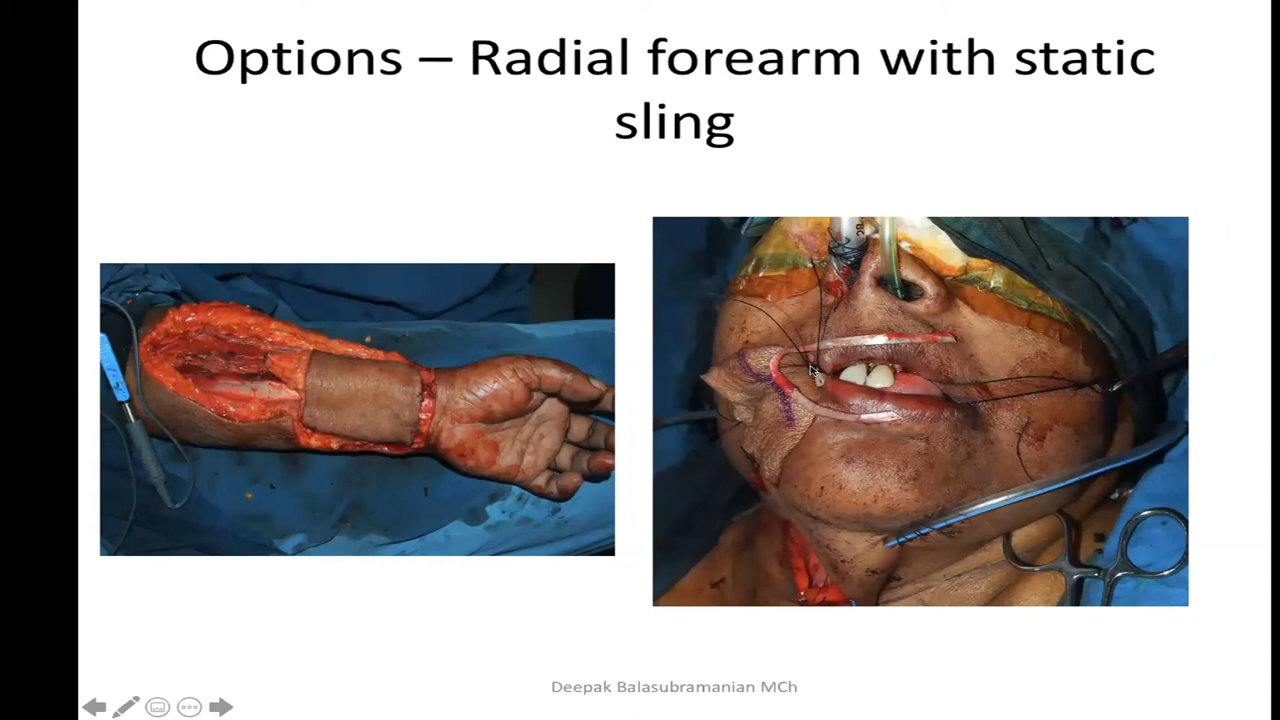 Options – Radial forearm with static
sling
Deepak Balasubramanian MCh